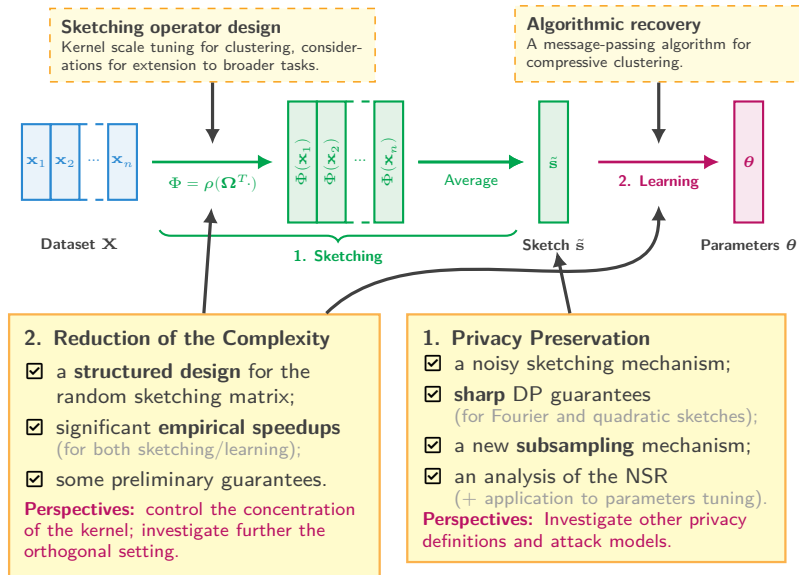 Sketching operator design
Kernel scale tuning for clustering, consider-
ations for extension to broader tasks.
Algorithmic recovery
A message-passing algorithm for
compressive clustering.
x₁ x₂ ... xₙ
Φ = ρ(Ωᵀ·)
Φ(x₁) Φ(x₂) ... Φ(xₙ)
Average
s̃
2. Learning
θ
Dataset X
1. Sketching
Sketch s̃
Parameters θ
2. Reduction of the Complexity
a structured design for the
random sketching matrix;
significant empirical speedups
(for both sketching/learning);
some preliminary guarantees.
Perspectives: control the concentration
of the kernel; investigate further the
orthogonal setting.
1. Privacy Preservation
a noisy sketching mechanism;
sharp DP guarantees
(for Fourier and quadratic sketches);
a new subsampling mechanism;
an analysis of the NSR
(+ application to parameters tuning).
Perspectives: Investigate other privacy
definitions and attack models.